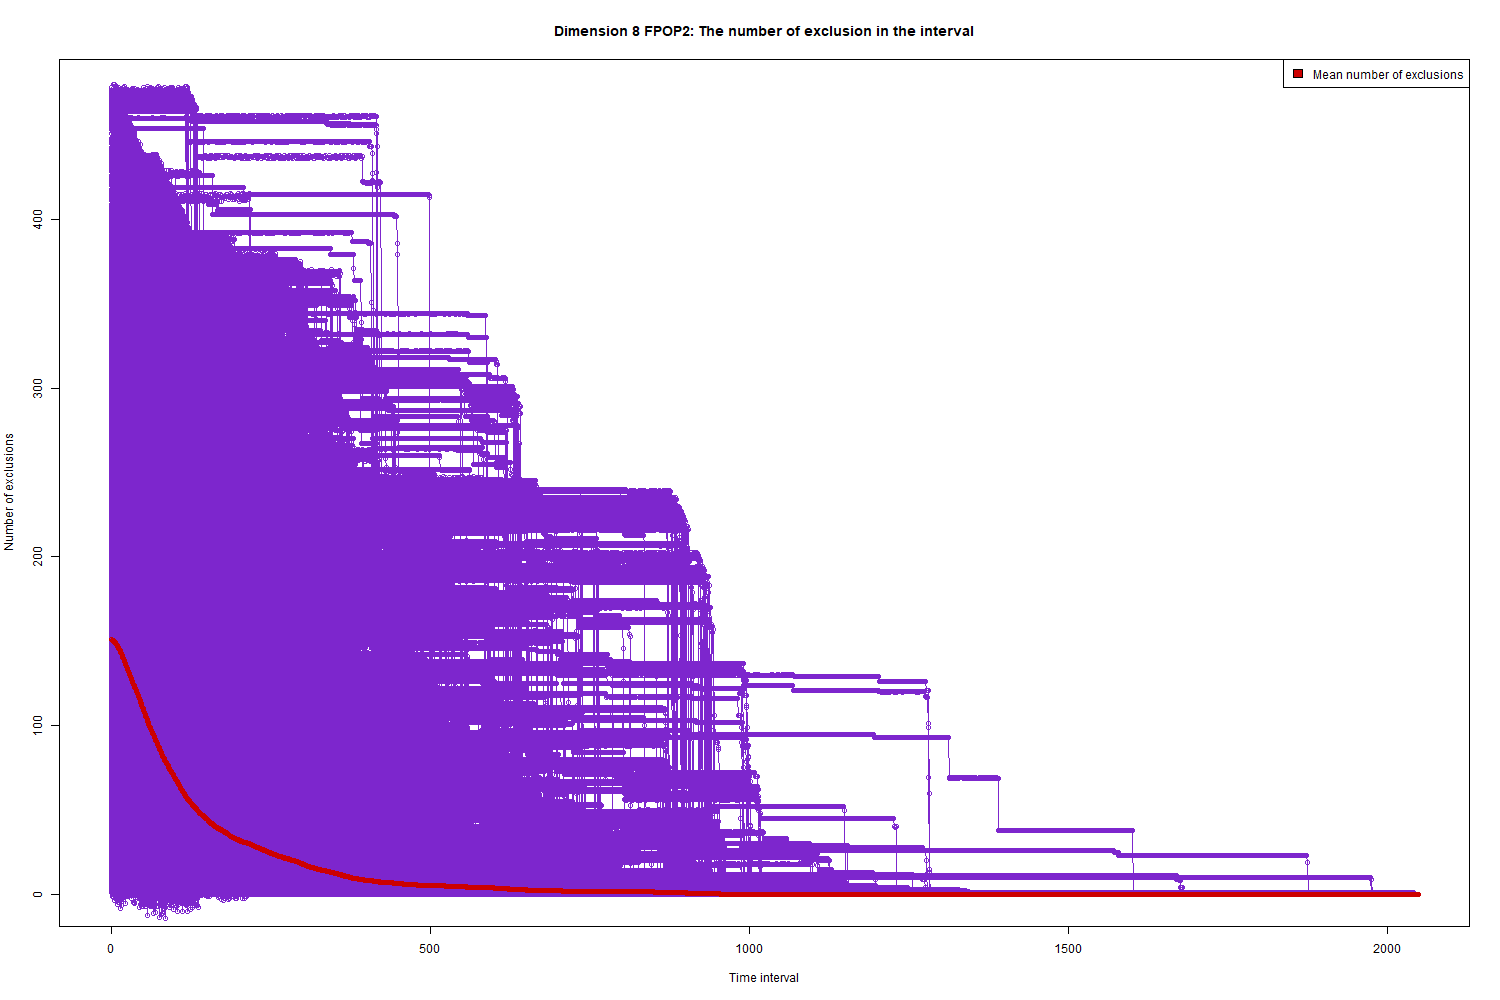 Dimension 8 FPOP2: The number of exclusion in the interval
Mean number of exclusions
Number of exclusions
400
300
200
100
0
0
500
1000
1500
2000
Time interval